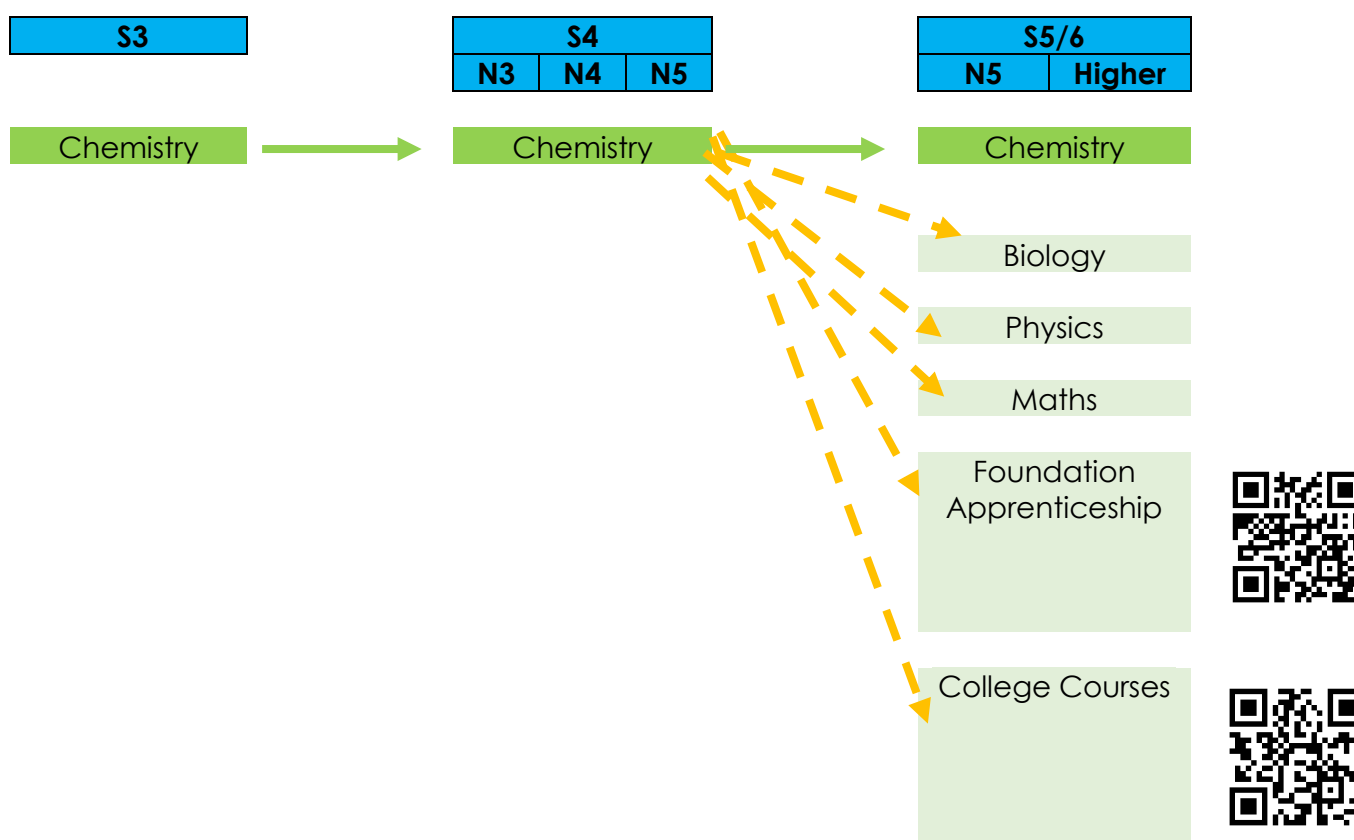 S3
S4
S5/6
N3 N4 N5
N5 Higher
Chemistry
Chemistry
Chemistry
Biology
Physics
Maths
Foundation
Apprenticeship
College Courses